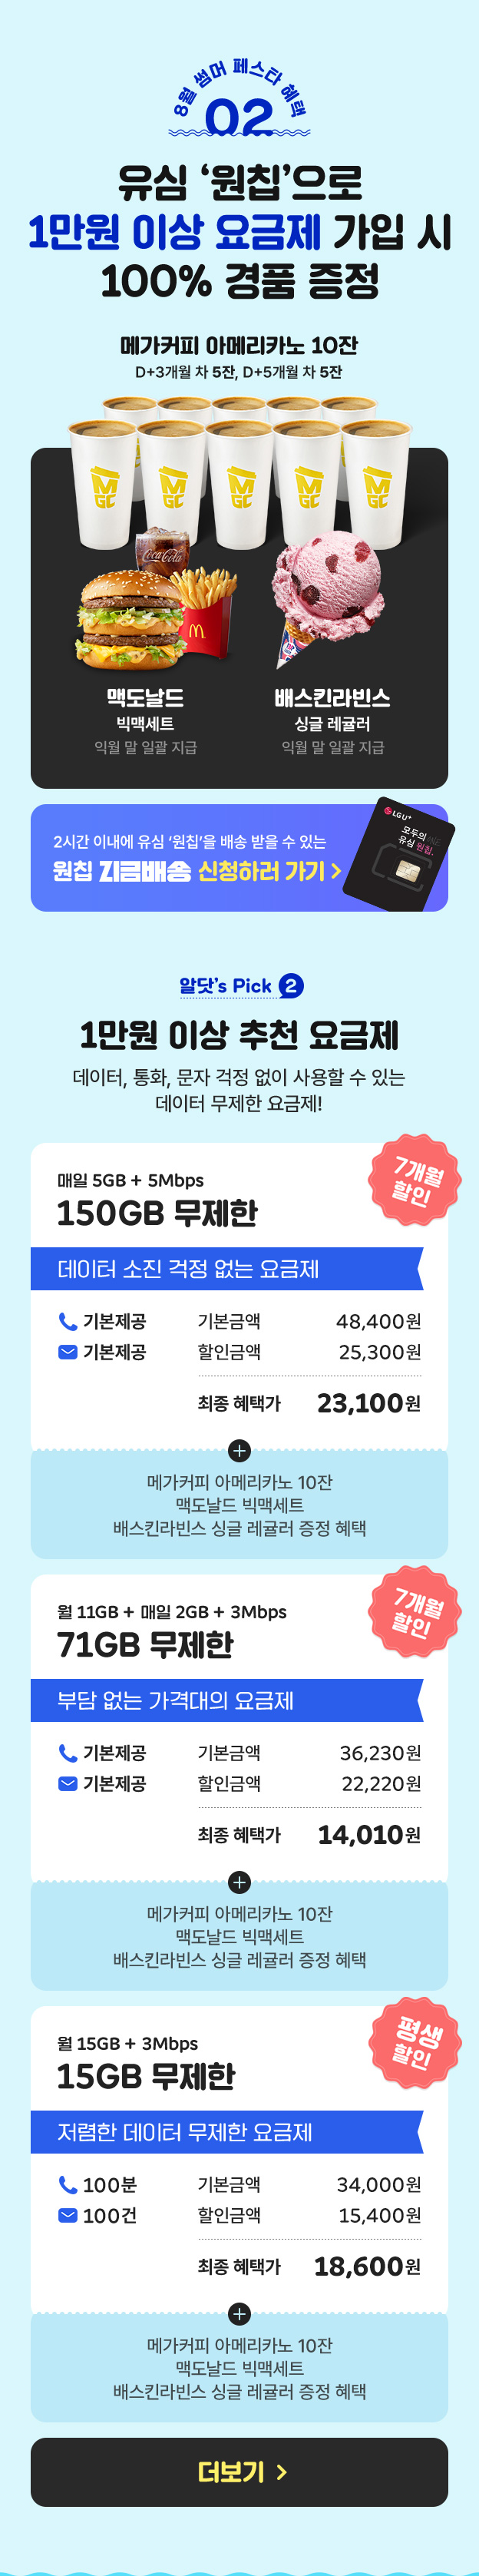 8월 썸머 페스타 혜택
02
유심 ‘원칩’으로
1만원 이상 요금제 가입 시
100% 경품 증정
메가커피 아메리카노 10잔
D+3개월 차 5잔, D+5개월 차 5잔
M M M M M
GC GC GC GC GC
Coca-Cola
맥도날드 배스킨라빈스
빅맥세트 싱글 레귤러
익월 말 일괄 지급 익월 말 일괄 지급
LG U+
모두의
유심 원칩.
2시간 이내에 유심 ‘원칩’을 배송 받을 수 있는
원칩 지금배송 신청하러 가기 >
알닷’s Pick 2
1만원 이상 추천 요금제
데이터, 통화, 문자 걱정 없이 사용할 수 있는
데이터 무제한 요금제!
7개월
할인
매일 5GB + 5Mbps
150GB 무제한
데이터 소진 걱정 없는 요금제
기본제공 기본금액 48,400원
기본제공 할인금액 25,300원
최종 혜택가 23,100원
+
메가커피 아메리카노 10잔
맥도날드 빅맥세트
배스킨라빈스 싱글 레귤러 증정 혜택
7개월
할인
월 11GB + 매일 2GB + 3Mbps
71GB 무제한
부담 없는 가격대의 요금제
기본제공 기본금액 36,230원
기본제공 할인금액 22,220원
최종 혜택가 14,010원
+
메가커피 아메리카노 10잔
맥도날드 빅맥세트
배스킨라빈스 싱글 레귤러 증정 혜택
평생
할인
월 15GB + 3Mbps
15GB 무제한
저렴한 데이터 무제한 요금제
100분 기본금액 34,000원
100건 할인금액 15,400원
최종 혜택가 18,600원
+
메가커피 아메리카노 10잔
맥도날드 빅맥세트
배스킨라빈스 싱글 레귤러 증정 혜택
더보기 >